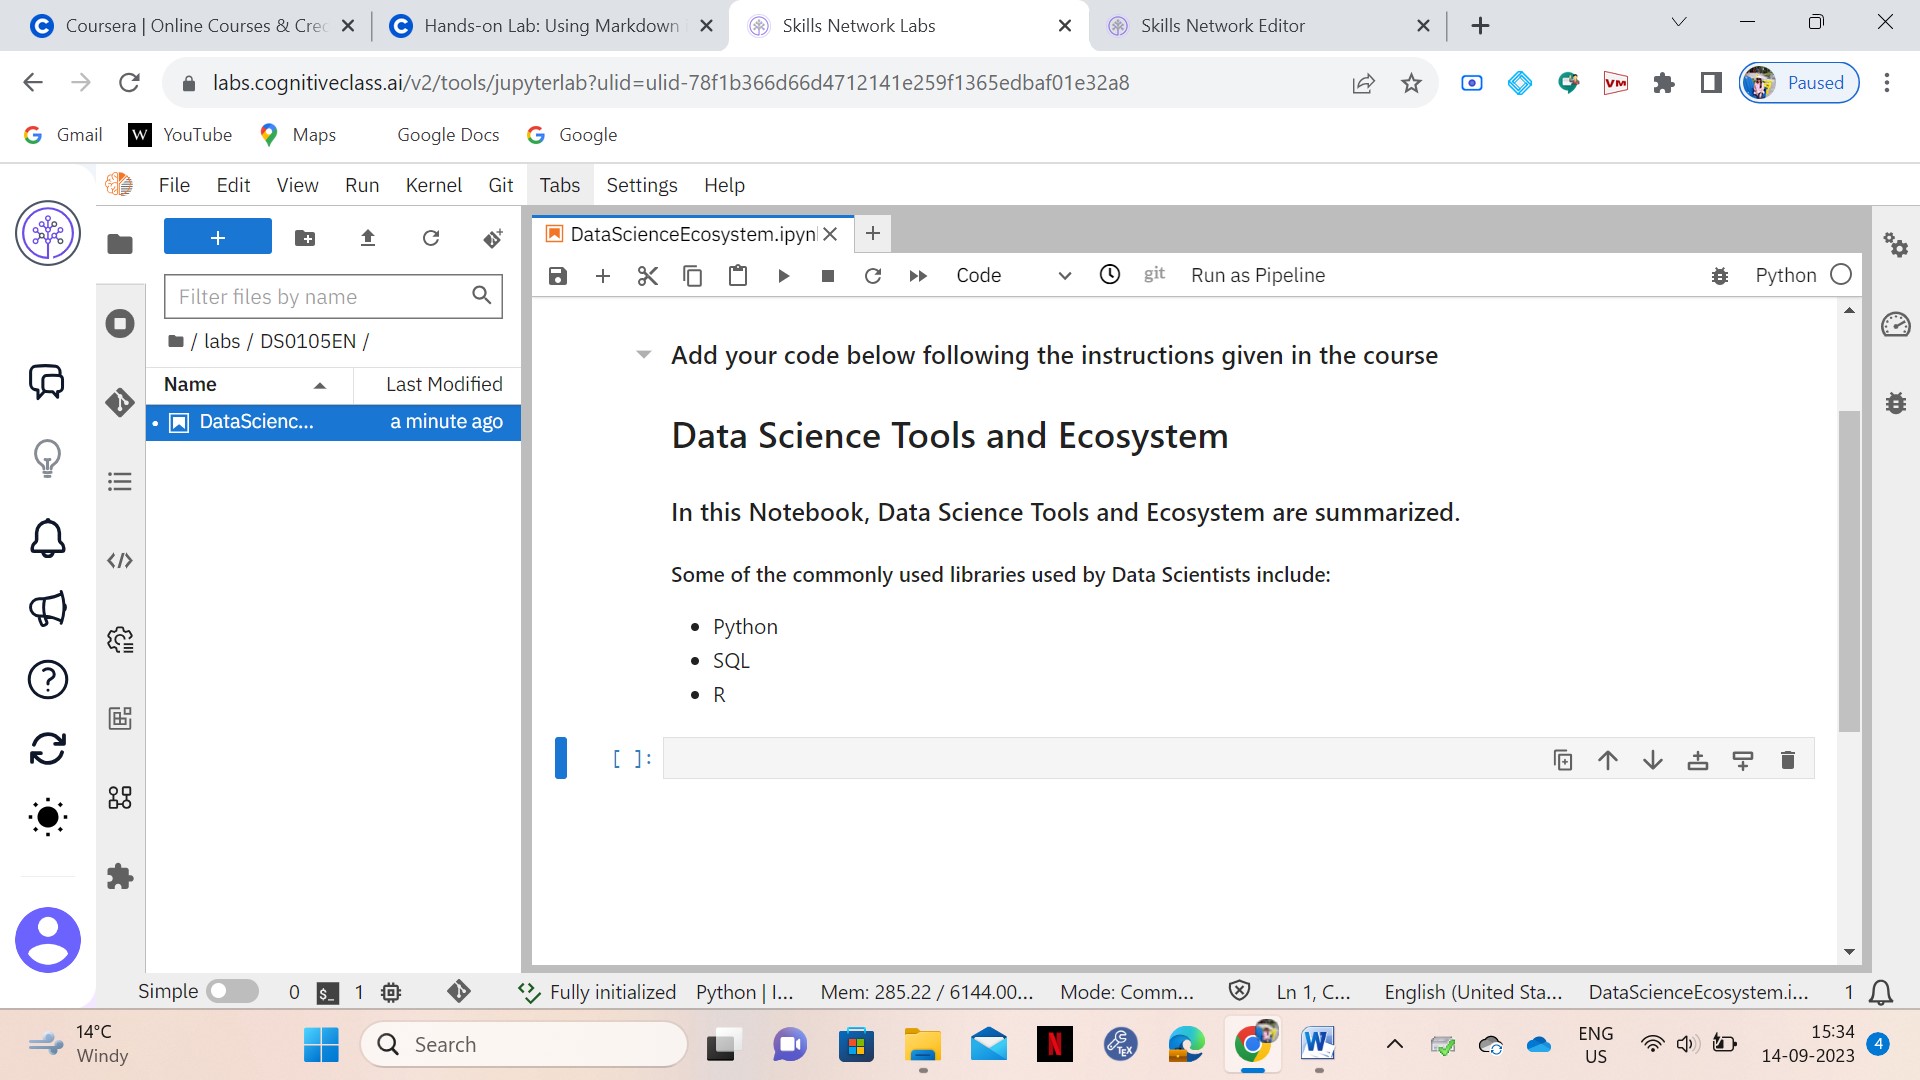 Coursera | Online Courses & Cre
Hands-on Lab: Using Markdown
Skills Network Labs
Skills Network Editor
labs.cognitiveclass.ai/v2/tools/jupyterlab?ulid=ulid-78f1b366d66d4712141e259f1365edbaf01e32a8
VM
Paused
Gmail
W YouTube
Maps
Google Docs
Google
File Edit View Run Kernel Git Tabs Settings Help
+
DataScienceEcosystem.ipyn
Filter files by name
Code
git
Run as Pipeline
Python
/ labs / DS0105EN /
Name
Last Modified
DataScienc...
a minute ago
Add your code below following the instructions given in the course
Data Science Tools and Ecosystem
In this Notebook, Data Science Tools and Ecosystem are summarized.
Some of the commonly used libraries used by Data Scientists include:
• Python
• SQL
• R
[ ]:
Simple
0 $_ 1
Fully initialized
Python | I...
Mem: 285.22 / 6144.00...
Mode: Comm...
Ln 1, C...
English (United Sta...
DataScienceEcosystem.i...
1
14°C
Windy
Search
N
TEX
W
ENG
US
15:34
14-09-2023
4